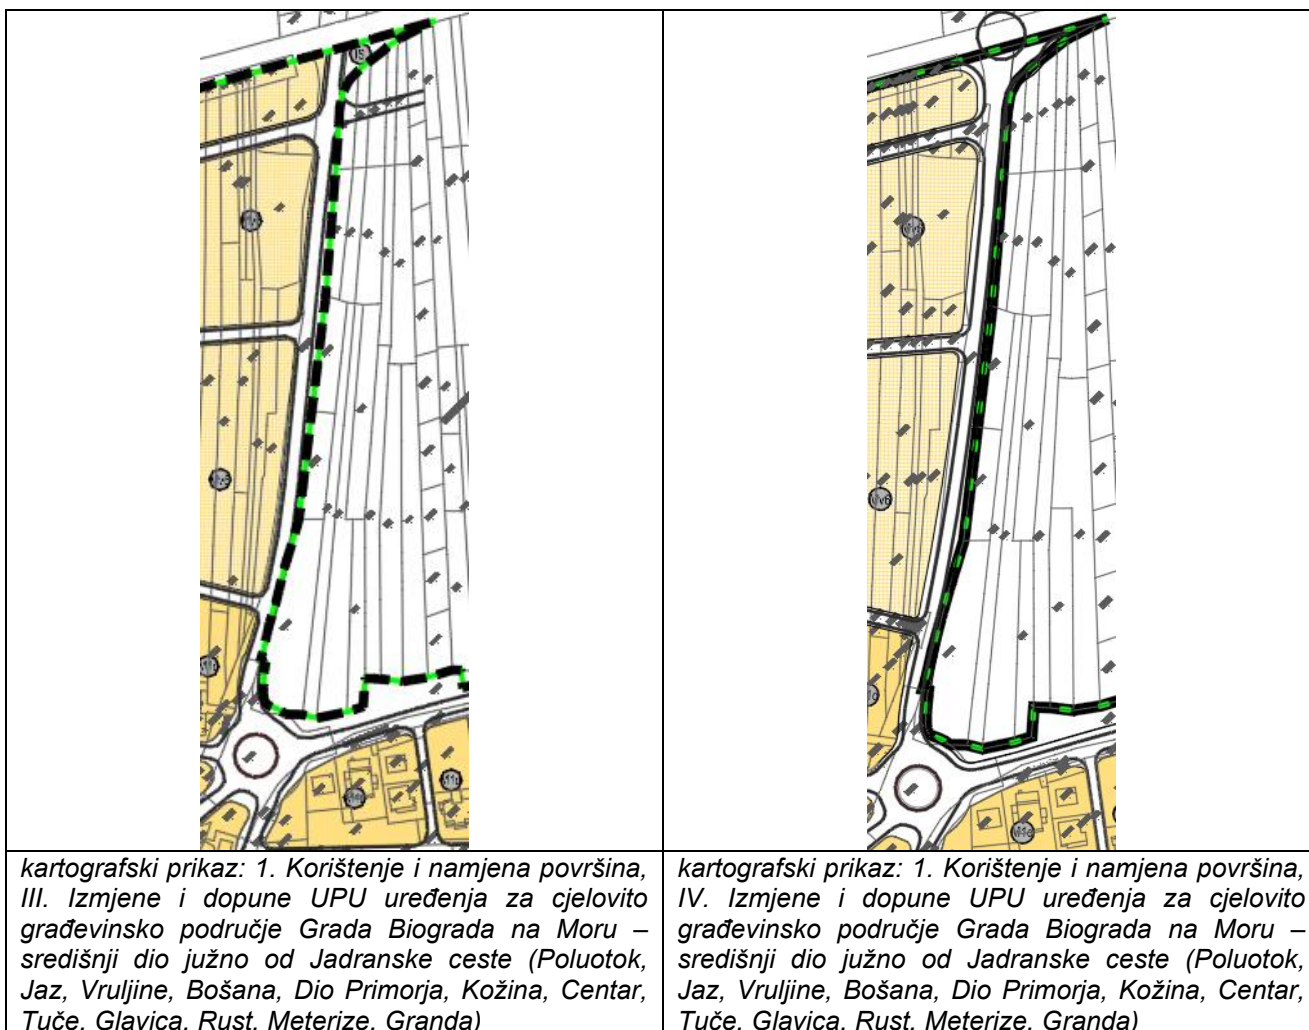 kartografski prikaz: 1. Korištenje i namjena površina,
III. Izmjene i dopune UPU uređenja za cjelovito
građevinsko područje Grada Biograda na Moru –
središnji dio južno od Jadranske ceste (Poluotok,
Jaz, Vruljine, Bošana, Dio Primorja, Kožina, Centar,
Tuče, Glavica, Rust, Meterize, Granda)
kartografski prikaz: 1. Korištenje i namjena površina,
IV. Izmjene i dopune UPU uređenja za cjelovito
građevinsko područje Grada Biograda na Moru –
središnji dio južno od Jadranske ceste (Poluotok,
Jaz, Vruljine, Bošana, Dio Primorja, Kožina, Centar,
Tuče, Glavica, Rust, Meterize, Granda)